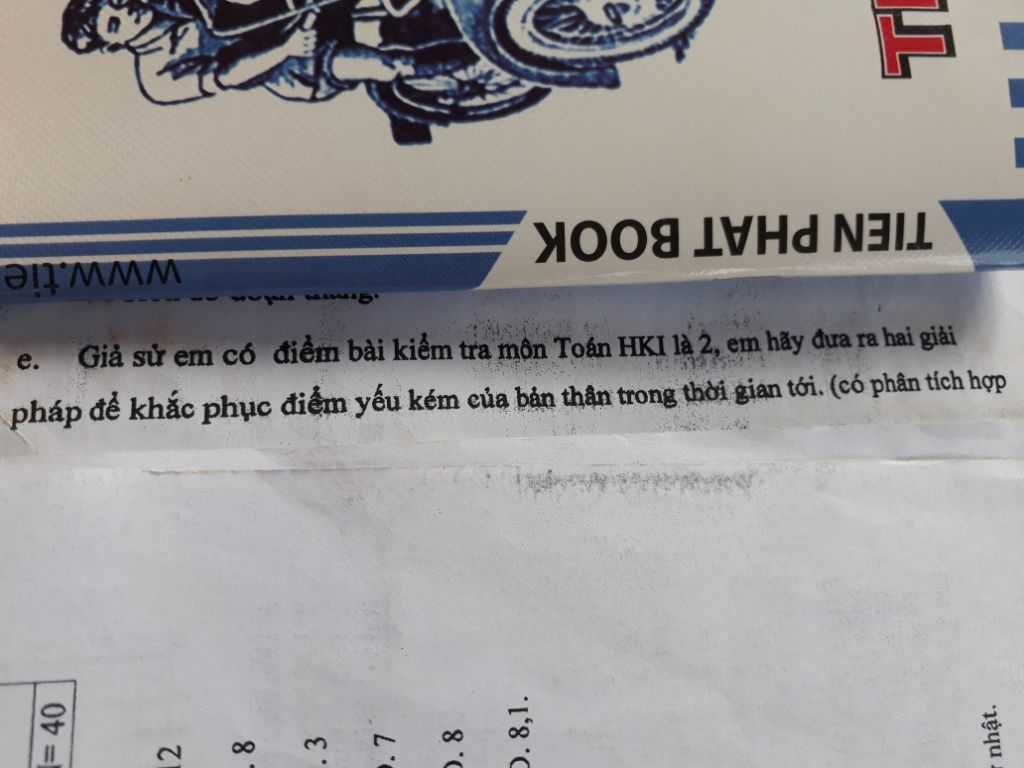 TIEN PHAT BOOK
www.tie
e. Giả sử em có điểm bài kiểm tra môn Toán HKI là 2, em hãy đưa ra hai giải
pháp để khắc phục điểm yếu kém của bản thân trong thời gian tới. (có phân tích hợp
= 40
12
. 8
. 3
. 7
D. 8
D. 8,1.
nhất.